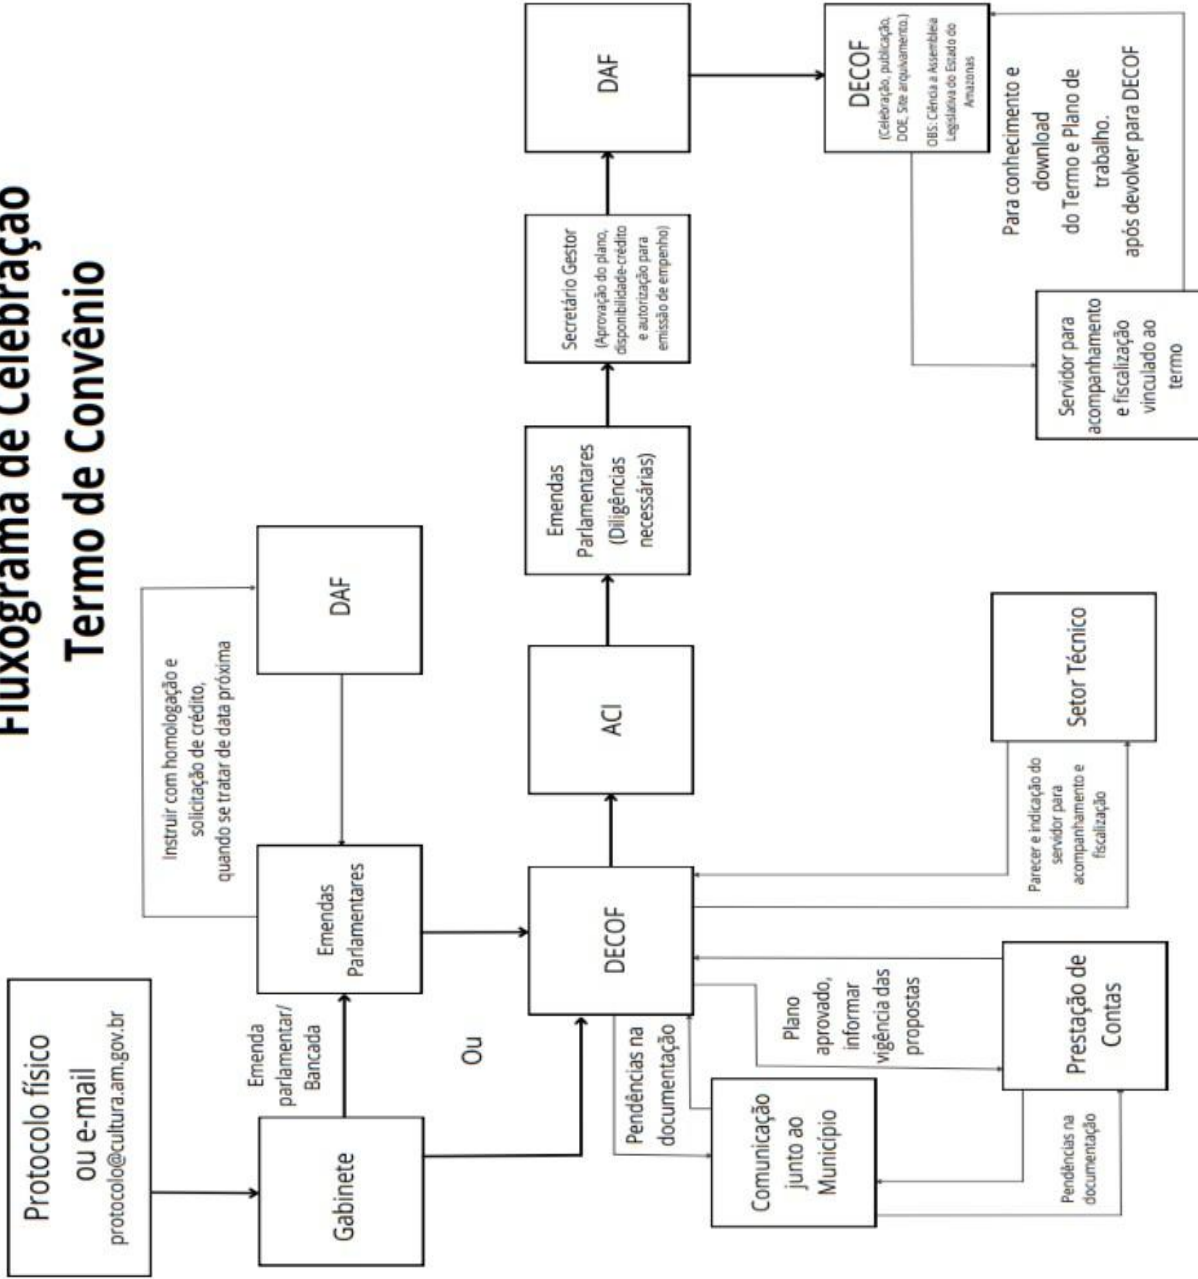 Fluxograma de Celebração
Termo de Convênio
Protocolo físico
ou e-mail
protocolo@cultura.am.gov.br
Gabinete
Emenda
parlamentar/
Bancada
Ou
Emendas
Parlamentares
Instruir com homologação e
solicitação de crédito,
quando se tratar de data próxima
DAF
DECOF
Pendências na
documentação
Comunicação
junto ao
Município
Plano
aprovado,
informar
vigência das
propostas
Prestação de
Contas
Pendências na
documentação
Parecer e indicação do
servidor para
acompanhamento e
fiscalização
Setor Técnico
ACI
Emendas
Parlamentares
(Diligências
necessárias)
Secretário Gestor
(Aprovação do plano,
disponibilidade-crédito
e autorização para
emissão de empenho)
DAF
DECOF
(Celebração, publicação,
DOE, Site arquivamento.)
OBS: Ciência a Assembleia
Legislativa do Estado do
Amazonas
Para conhecimento e
download
do Termo e Plano de
trabalho.
após devolver para DECOF
Servidor para
acompanhamento
e fiscalização
vinculado ao
termo